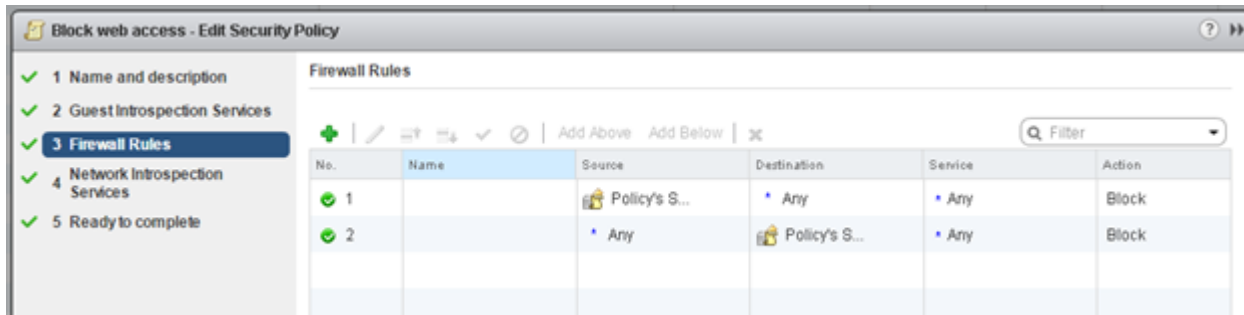 Block web access - Edit Security Policy
?
1 Name and description
2 Guest Introspection Services
3 Firewall Rules
4 Network Introspection
Services
5 Ready to complete
Firewall Rules
Add Above Add Below
Filter
No. Name Source Destination Service Action
1 Policy's S... * Any * Any Block
2 * Any Policy's S... * Any Block